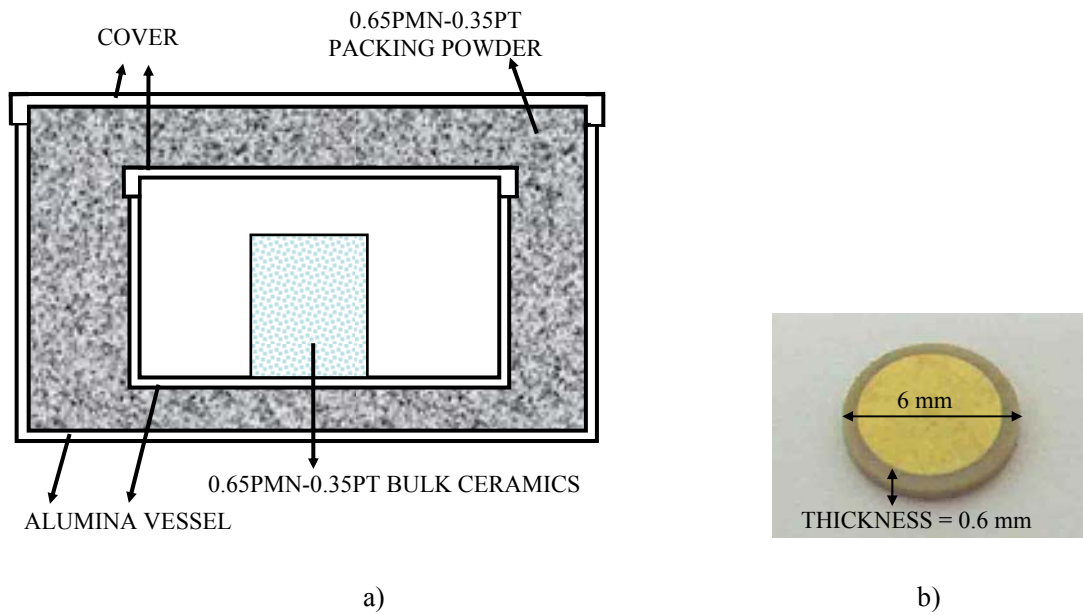 COVER
0.65PMN-0.35PT
PACKING POWDER
0.65PMN-0.35PT BULK CERAMICS
ALUMINA VESSEL
6 mm
THICKNESS = 0.6 mm
a)
b)